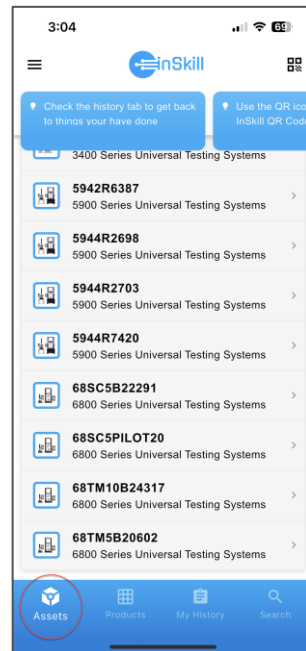 3:04
69
inSkill
Check the history tab to get back
to things your have done
Use the QR ico
InSkill QR Cod
3400 Series Universal Testing Systems
5942R6387
5900 Series Universal Testing Systems
5944R2698
5900 Series Universal Testing Systems
5944R2703
5900 Series Universal Testing Systems
5944R7420
5900 Series Universal Testing Systems
68SC5B22291
6800 Series Universal Testing Systems
68SC5PILOT20
6800 Series Universal Testing Systems
68TM10B24317
6800 Series Universal Testing Systems
68TM5B20602
6800 Series Universal Testing Systems
Assets
Products
My History
Search